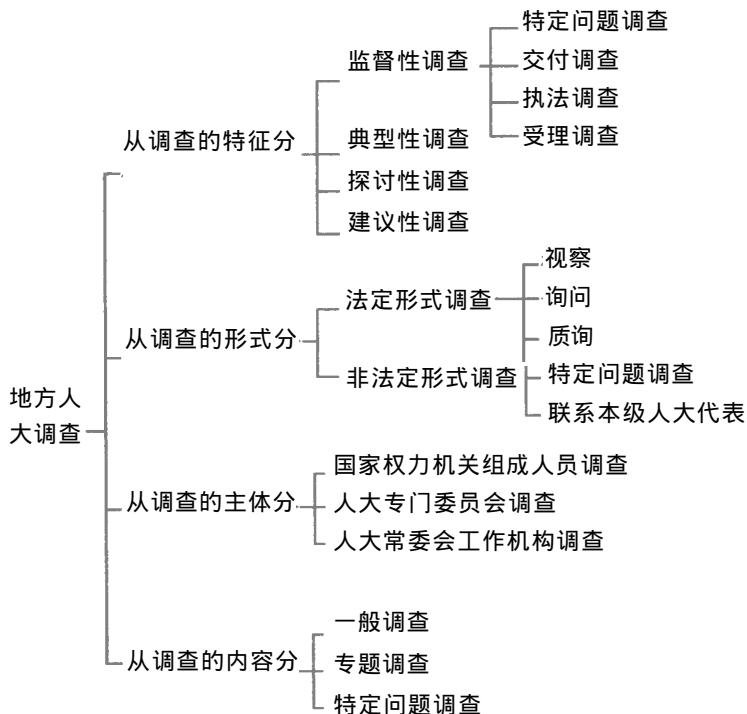 特定问题调查
监督性调查
交付调查
执法调查
从调查的特征分
典型性调查
受理调查
探讨性调查
建议性调查
视察
法定形式调查
询问
从调查的形式分
质询
非法定形式调查
特定问题调查
地方人
大调查
联系本级人大代表
国家权力机关组成人员调查
从调查的主体分
人大专门委员会调查
人大常委会工作机构调查
一般调查
从调查的内容分
专题调查
特定问题调查